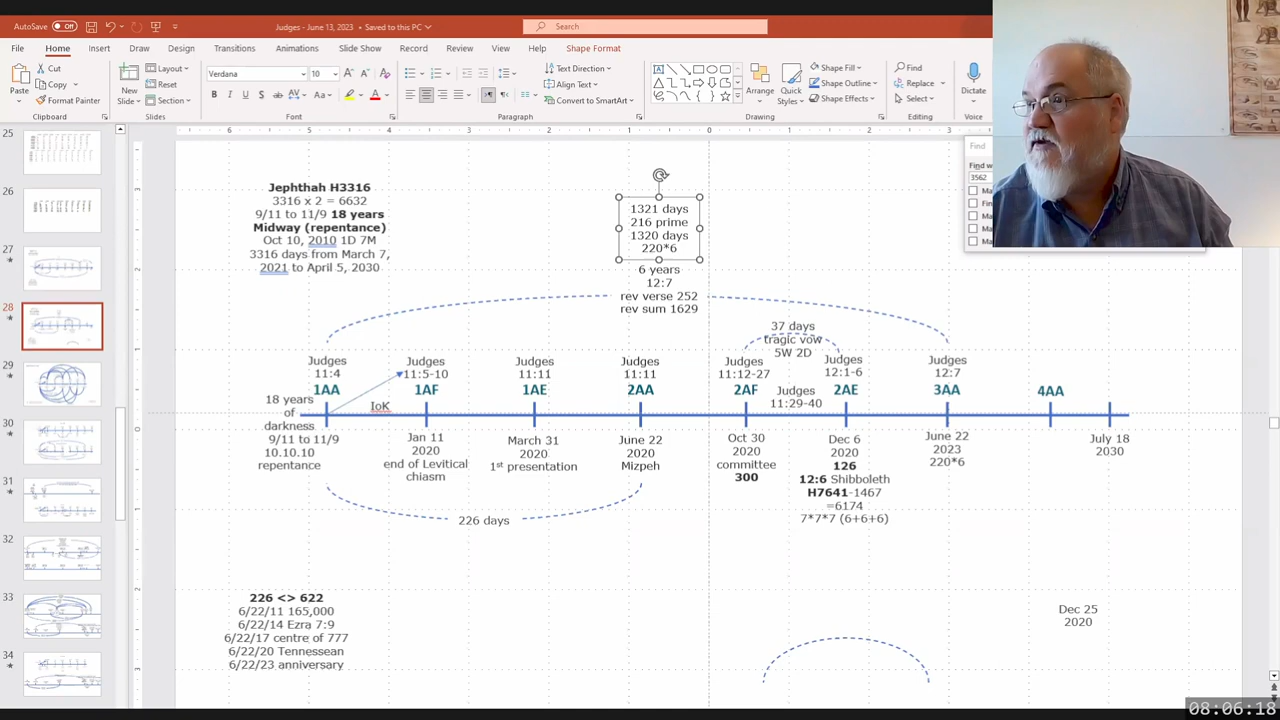 AutoSave Off
Judges - June 13, 2023 • Saved to this PC
Search
File Home Insert Draw Design Transitions Animations Slide Show Record Review View Help Shape Format
Paste
Cut
Copy
Format Painter
Clipboard
New Slide
Layout
Reset
Section
Slides
Verdana 10
Font
Paragraph
Text Direction
Align Text
Convert to SmartArt
Arrange
Quick Styles
Shape Fill
Shape Outline
Shape Effects
Drawing
Find
Replace
Select
Editing
Dictate
Voice
Find
Find w
3562
Ma
Fin
Ma
Ma
Ma
25
26
27
28
29
30
31
32
33
34
Jephthah H3316
3316 x 2 = 6632
9/11 to 11/9 18 years
Midway (repentance)
Oct 10, 2010 1D 7M
3316 days from March 7,
2021 to April 5, 2030
1321 days
216 prime
1320 days
220*6
6 years
12:7
rev verse 252
rev sum 1629
37 days
tragic vow
5W 2D
Judges
11:4
1AA
Judges
11:5-10
1AF
Judges
11:11
1AE
Judges
11:11
2AA
Judges
11:12-27
2AF
Judges
11:29-40
Judges
12:1-6
2AE
Judges
12:7
3AA
4AA
IoK
18 years
of
darkness
9/11 to 11/9
10.10.10
repentance
Jan 11
2020
end of Levitical
chiasm
March 31
2020
1st presentation
June 22
2020
Mizpeh
Oct 30
2020
committee
300
Dec 6
2020
126
12:6 Shibboleth
H7641-1467
=6174
7*7*7 (6+6+6)
June 22
2023
220*6
July 18
2030
226 days
226 <> 622
6/22/11 165,000
6/22/14 Ezra 7:9
6/22/17 centre of 777
6/22/20 Tennessean
6/22/23 anniversary
Dec 25
2020
08:06:18